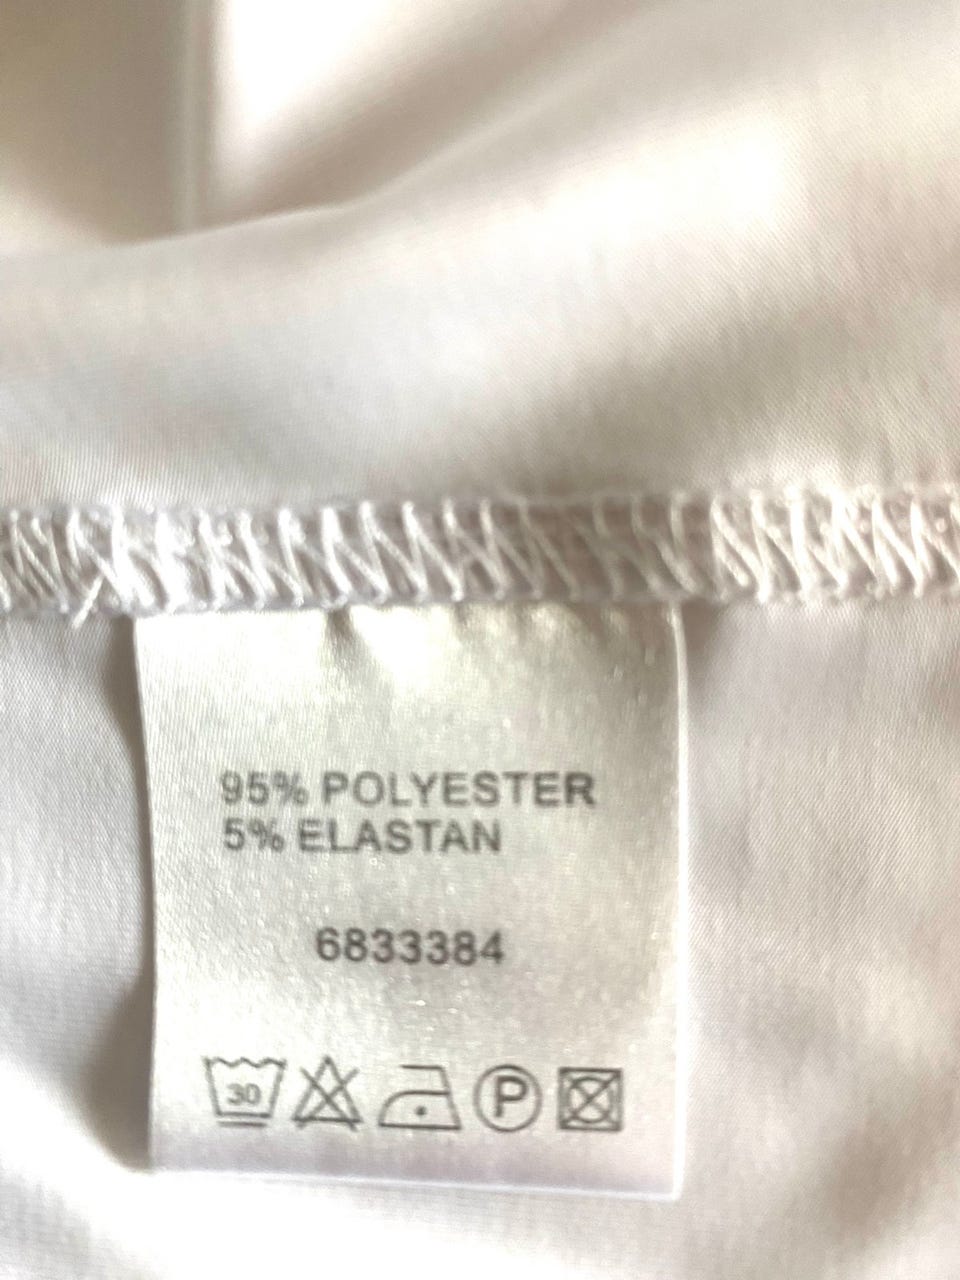 95% POLYESTER
5% ELASTAN
6833384
30 P